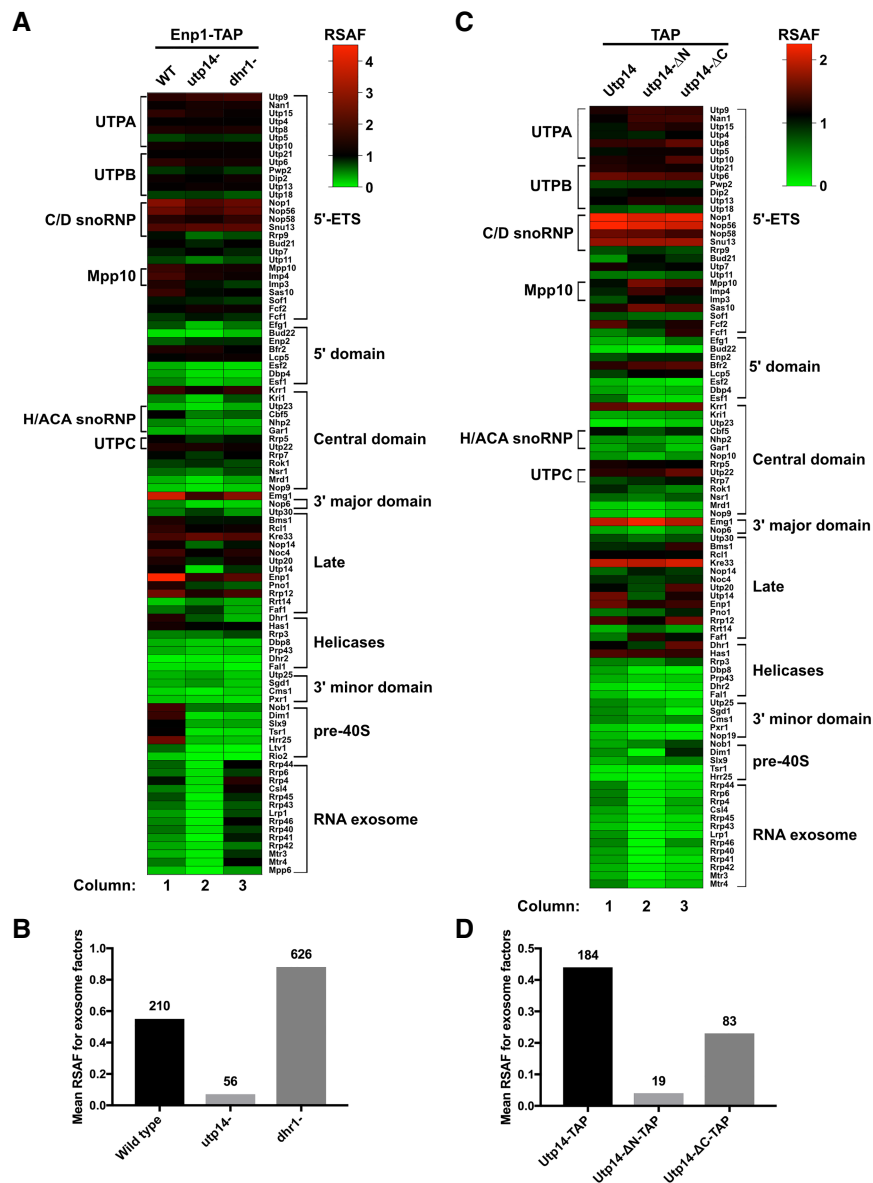 A
Enp1-TAP
WT
utp14-
dhr1-
RSAF
4
3
2
1
0
UTPA
UTPB
C/D snoRNP
Mpp10
H/ACA snoRNP
UTPC
Utp9
Nan1
Utp15
Utp4
Utp8
Utp5
Utp10
Utp21
Utp6
Pwp2
Dip2
Utp13
Utp18
Nop1
Nop56
Nop58
Snu13
Rrp9
Bud21
Utp7
Utp11
Mpp10
Imp4
Imp3
Sas10
Sof1
Fcf2
Fcf1
Efg1
Bud22
Enp2
Bfr2
Lcp5
Esf2
Dbp4
Esf1
Krr1
Kri1
Utp23
Cbf5
Nhp2
Gar1
Rrp5
Utp22
Rrp7
Rok1
Nsr1
Mrd1
Nop9
Emg1
Nop6
Utp30
Bms1
Rcl1
Kre33
Nop14
Noc4
Utp20
Utp14
Enp1
Pno1
Rrp12
Rrt14
Faf1
Dhr1
Has1
Rrp3
Dbp8
Prp43
Dhr2
Fal1
Utp25
Sgd1
Cms1
Pxr1
Nob1
Dim1
Slx9
Tsr1
Hrr25
Ltv1
Rio2
Rrp44
Rrp6
Rrp4
Csl4
Rrp45
Rrp43
Lrp1
Rrp46
Rrp40
Rrp41
Rrp42
Mtr3
Mtr4
Mpp6
5'-ETS
5' domain
Central domain
3' major domain
Late
Helicases
3' minor domain
pre-40S
RNA exosome
Column: 1 2 3
C
TAP
Utp14
utp14-ΔN
utp14-ΔC
RSAF
2
1
0
UTPA
UTPB
C/D snoRNP
Mpp10
H/ACA snoRNP
UTPC
Utp9
Nan1
Utp15
Utp4
Utp8
Utp5
Utp10
Utp21
Utp6
Pwp2
Dip2
Utp13
Utp18
Nop1
Nop56
Nop58
Snu13
Rrp9
Bud21
Utp7
Utp11
Mpp10
Imp4
Imp3
Sas10
Sof1
Fcf2
Fcf1
Efg1
Bud22
Enp2
Bfr2
Lcp5
Esf2
Dbp4
Esf1
Krr1
Kri1
Utp23
Cbf5
Nhp2
Gar1
Nop10
Rrp5
Utp22
Rrp7
Rok1
Nsr1
Mrd1
Nop9
Emg1
Nop6
Utp30
Bms1
Rcl1
Kre33
Nop14
Noc4
Utp20
Utp14
Enp1
Pno1
Rrp12
Rrt14
Faf1
Dhr1
Has1
Rrp3
Dbp8
Prp43
Dhr2
Fal1
Utp25
Sgd1
Cms1
Pxr1
Nop19
Nob1
Dim1
Slx9
Tsr1
Hrr25
Rrp44
Rrp6
Rrp4
Csl4
Rrp45
Rrp43
Lrp1
Rrp46
Rrp40
Rrp41
Rrp42
Mtr3
Mtr4
5'-ETS
5' domain
Central domain
3' major domain
Late
Helicases
3' minor domain
pre-40S
RNA exosome
Column: 1 2 3
B
Mean RSAF for exosome factors
1.0
0.8
0.6
0.4
0.2
0.0
210
56
626
Wild type
utp14-
dhr1-
D
Mean RSAF for exosome factors
0.5
0.4
0.3
0.2
0.1
0.0
184
19
83
Utp14-TAP
Utp14-ΔN-TAP
Utp14-ΔC-TAP